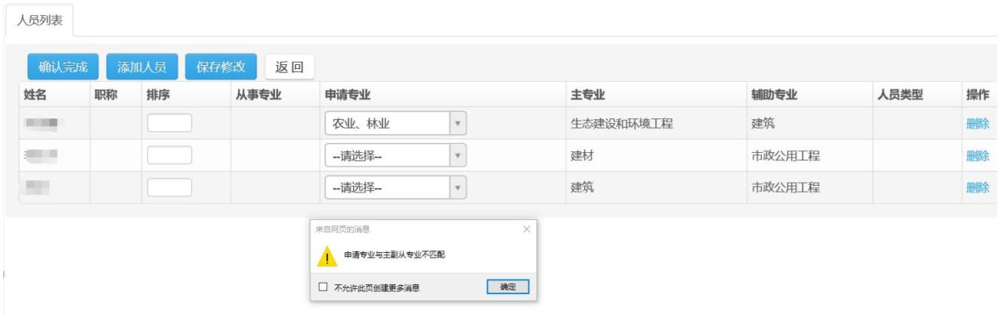 人员列表
确认完成 添加人员 保存修改 返 回
姓名 职称 排序 从事专业 申请专业 主专业 辅助专业 人员类型 操作
农业、林业 生态建设和环境工程 建筑 删除
--请选择-- 建材 市政公用工程 删除
--请选择-- 建筑 市政公用工程 删除
来自网页的消息
申请专业与主副从专业不匹配
不允许此页创建更多消息 确定